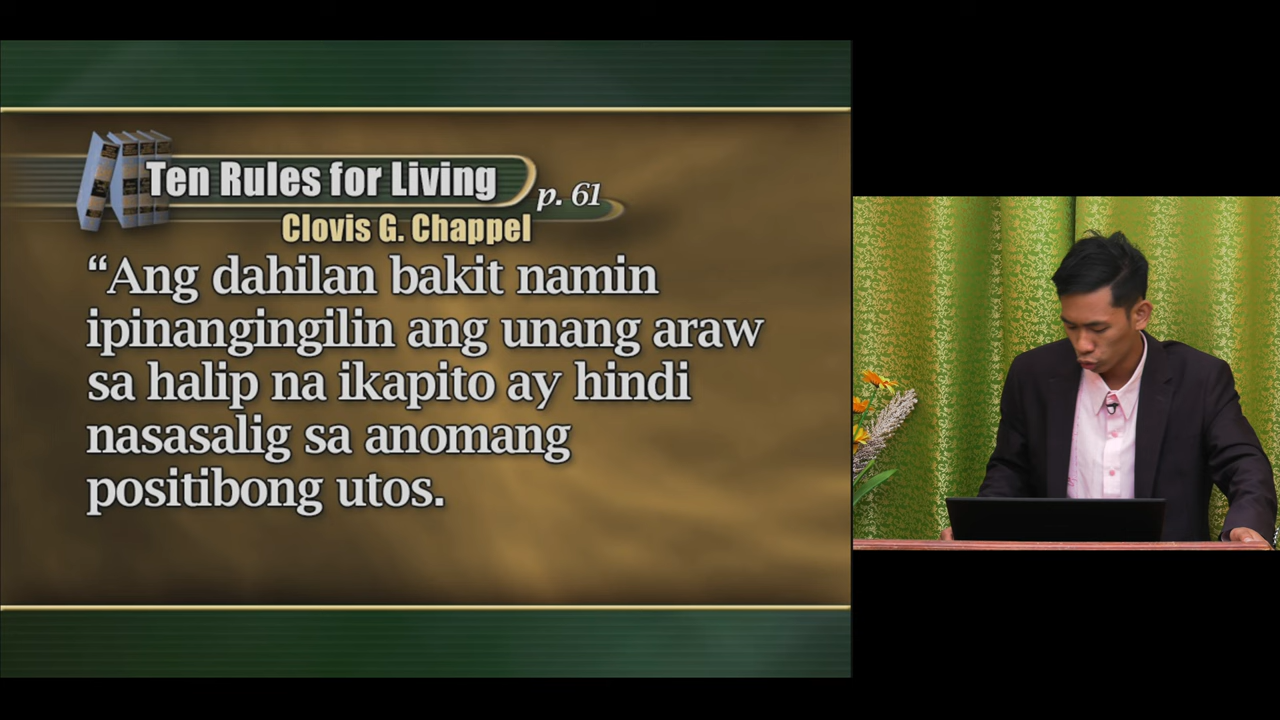 Ten Rules for Living
p. 61
Clovis G. Chappel
“Ang dahilan bakit namin
ipinangingilin ang unang araw
sa halip na ikapito ay hindi
nasasalig sa anomang
positibong utos.